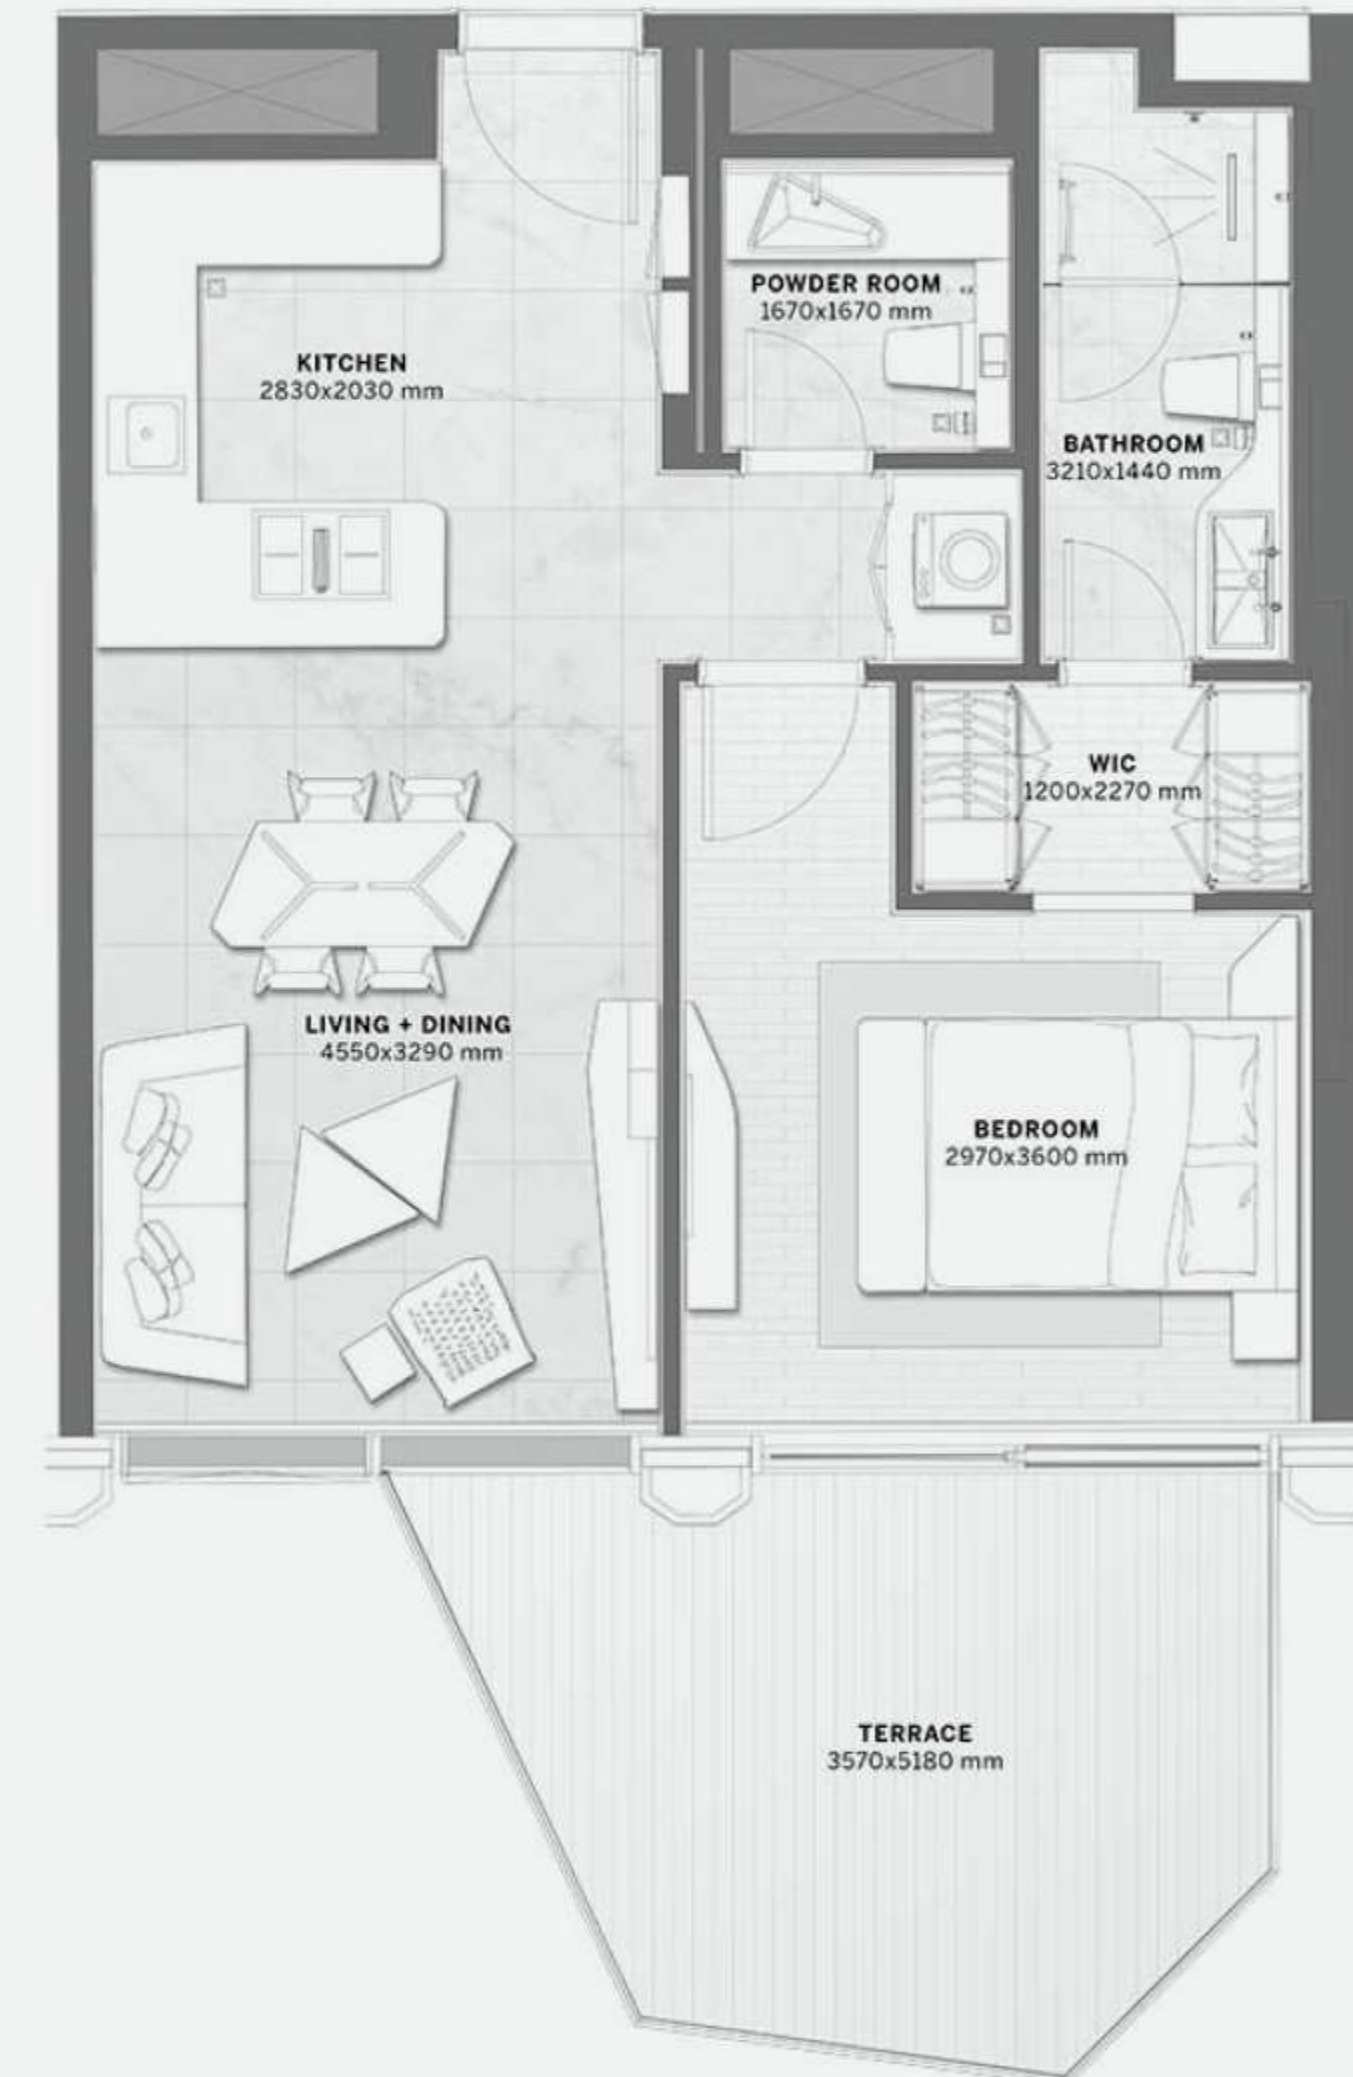 POWDER ROOM
1670x1670 mm
KITCHEN
2830x2030 mm
BATHROOM
3210x1440 mm
WIC
1200x2270 mm
LIVING + DINING
4550x3290 mm
BEDROOM
2970x3600 mm
TERRACE
3570x5180 mm